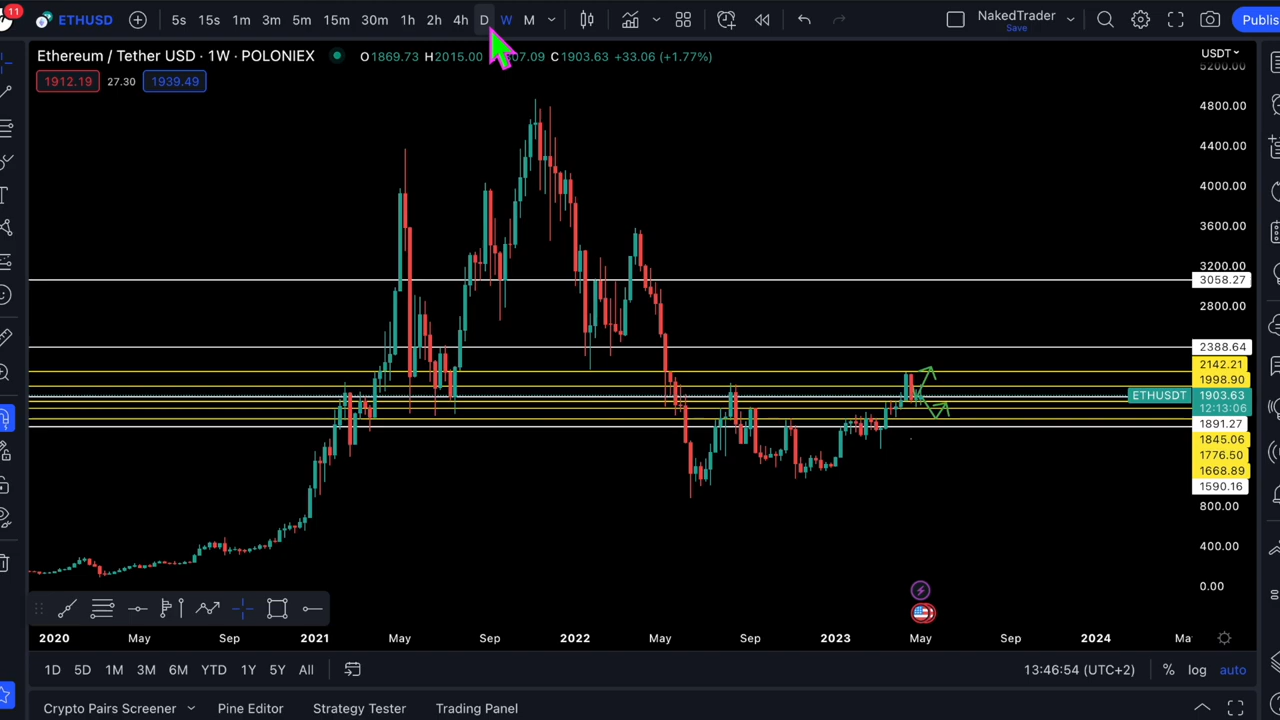 11
ETHUSD 5s 15s 1m 3m 5m 15m 30m 1h 2h 4h D W M NakedTrader Save Publis
Ethereum / Tether USD · 1W · POLONIEX O1869.73 H2015.00 07.09 C1903.63 +33.06 (+1.77%)
1912.19 27.30 1939.49
USDT
5200.00
4800.00
4400.00
4000.00
3600.00
3200.00
3058.27
2800.00
2388.64
2142.21
1998.90
ETHUSDT 1903.63
12:13:06
1891.27
1845.06
1776.50
1668.89
1590.16
800.00
400.00
0.00
2020 May Sep 2021 May Sep 2022 May Sep 2023 May Sep 2024 Ma
1D 5D 1M 3M 6M YTD 1Y 5Y All 13:46:54 (UTC+2) % log auto
Crypto Pairs Screener Pine Editor Strategy Tester Trading Panel